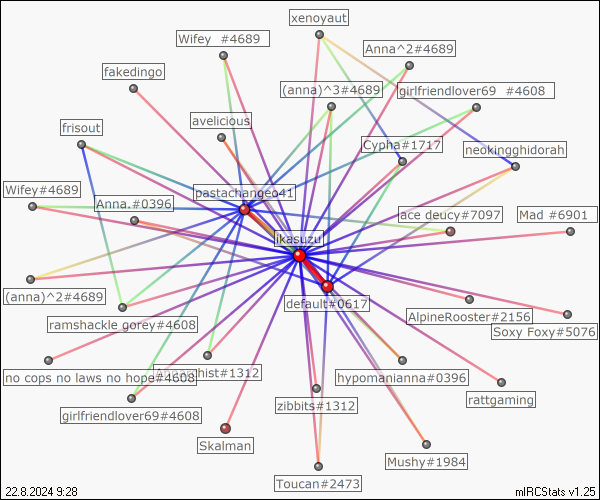 xenoyaut
Wifey  #4689
Anna^2#4689
fakedingo
(anna)^3#4689
girlfriendlover69  #4608
avelicious
frisout
Cypha#1717
neokingghidorah
Wifey#4689
pastachangeo41
Anna.#0396
ace deucy#7097
Mad #6901
ikasuzu
(anna)^2#4689
default#0617
AlpineRooster#2156
ramshackle gorey#4608
Soxy Foxy#5076
no cops no laws no hope#4608
hist#1312
hypomanianna#0396
rattgaming
girlfriendlover69#4608
zibbits#1312
Skalman
Mushy#1984
Toucan#2473
22.8.2024 9:28
mIRCStats v1.25